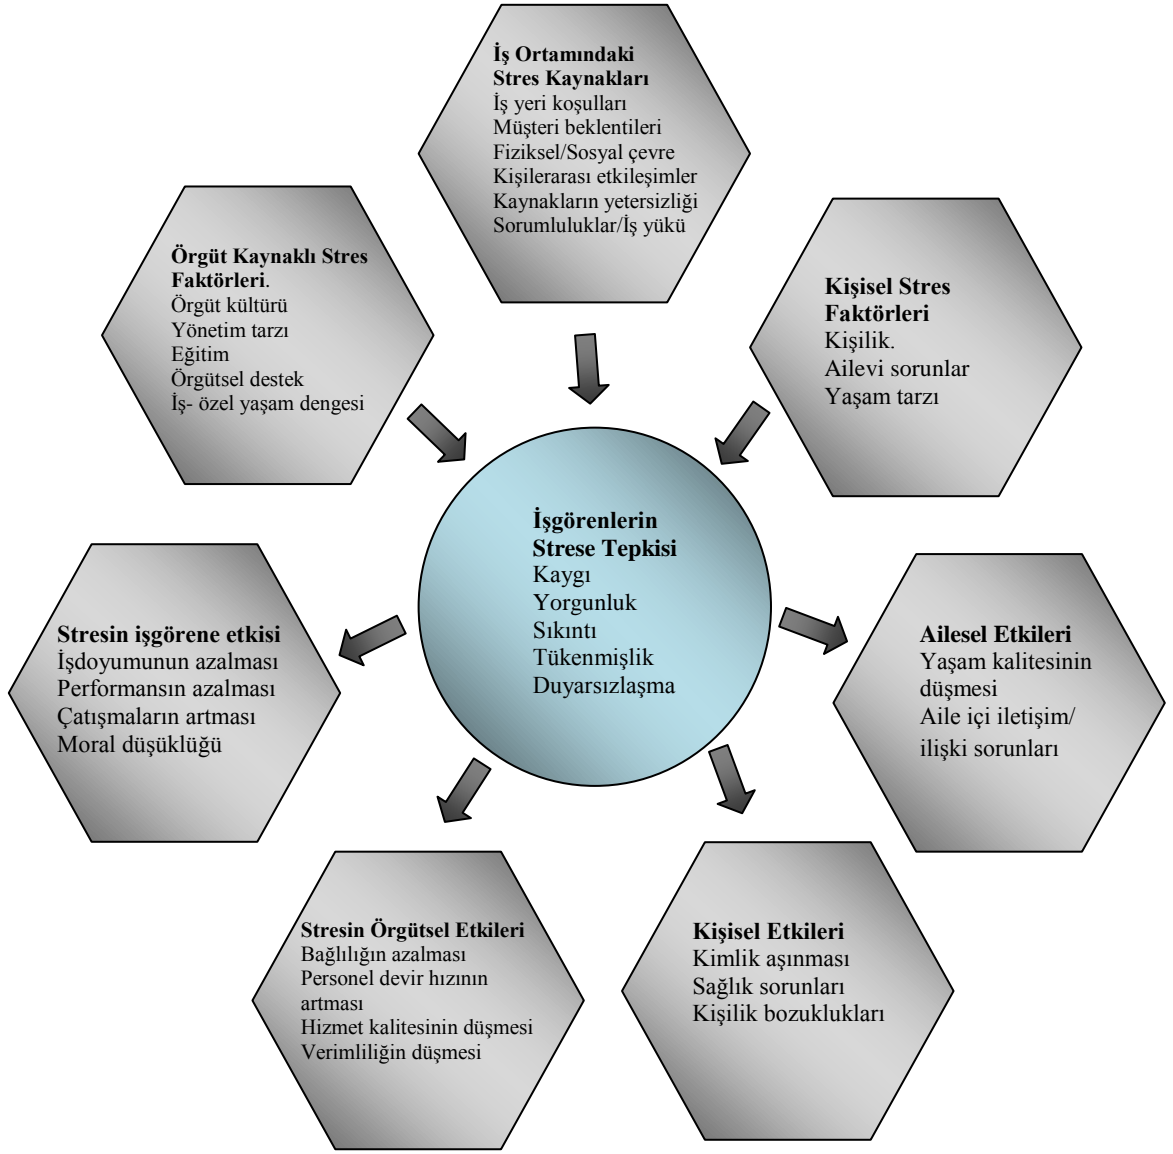 İş Ortamındaki
Stres Kaynakları
İş yeri koşulları
Müşteri beklentileri
Fiziksel/Sosyal çevre
Kişilerarası etkileşimler
Kaynakların yetersizliği
Sorumluluklar/İş yükü
Örgüt Kaynaklı Stres
Faktörleri.
Örgüt kültürü
Yönetim tarzı
Eğitim
Örgütsel destek
İş- özel yaşam dengesi
Kişisel Stres
Faktörleri
Kişilik.
Ailevi sorunlar
Yaşam tarzı
İşgörenlerin
Strese Tepkisi
Kaygı
Yorgunluk
Sıkıntı
Tükenmişlik
Duyarsızlaşma
Stresin işgörene etkisi
İşdoyumunun azalması
Performansın azalması
Çatışmaların artması
Moral düşüklüğü
Ailesel Etkileri
Yaşam kalitesinin
düşmesi
Aile içi iletişim/
ilişki sorunları
Stresin Örgütsel Etkileri
Bağlılığın azalması
Personel devir hızının
artması
Hizmet kalitesinin düşmesi
Verimliliğin düşmesi
Kişisel Etkileri
Kimlik aşınması
Sağlık sorunları
Kişilik bozuklukları